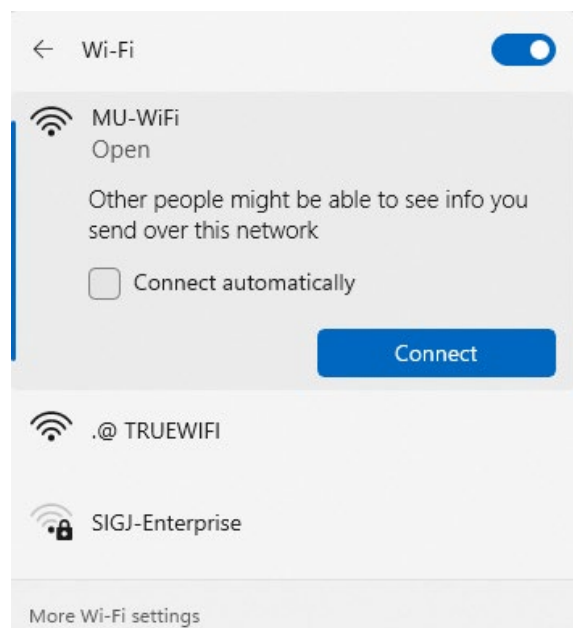 Wi-Fi
MU-WiFi
Open
Other people might be able to see info you
send over this network
Connect automatically
Connect
.@ TRUEWIFI
SIGJ-Enterprise
More Wi-Fi settings